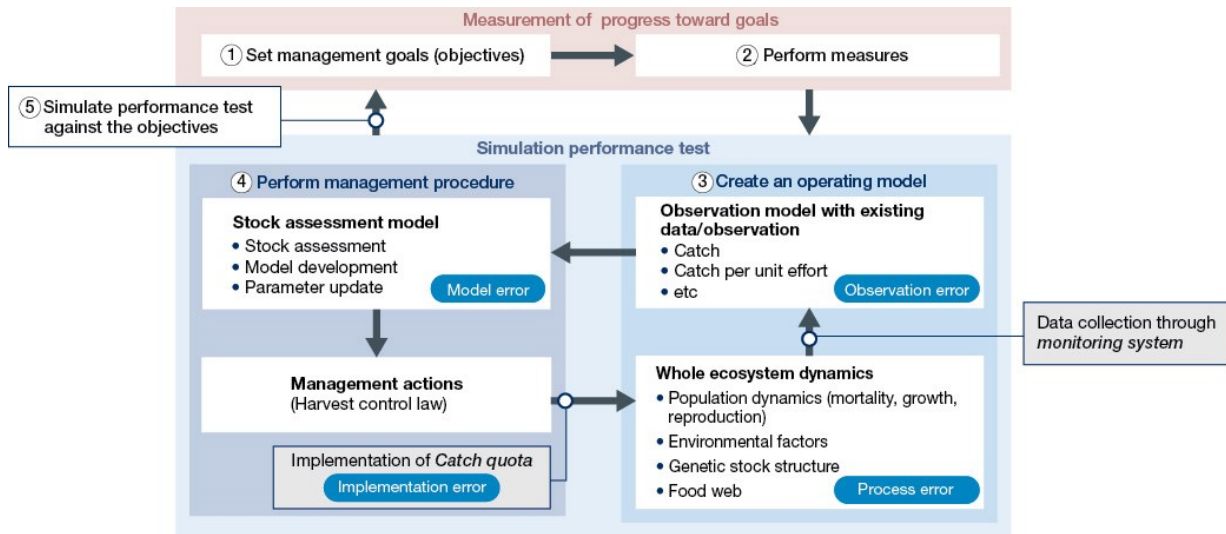 Measurement of progress toward goals
1 Set management goals (objectives)
2 Perform measures
5 Simulate performance test
against the objectives
Simulation performance test
4 Perform management procedure
3 Create an operating model
Stock assessment model
• Stock assessment
• Model development
• Parameter update
Model error
Observation model with existing
data/observation
• Catch
• Catch per unit effort
• etc
Observation error
Data collection through
monitoring system
Management actions
(Harvest control law)
Implementation of Catch quota
Implementation error
Whole ecosystem dynamics
• Population dynamics (mortality, growth,
reproduction)
• Environmental factors
• Genetic stock structure
• Food web
Process error